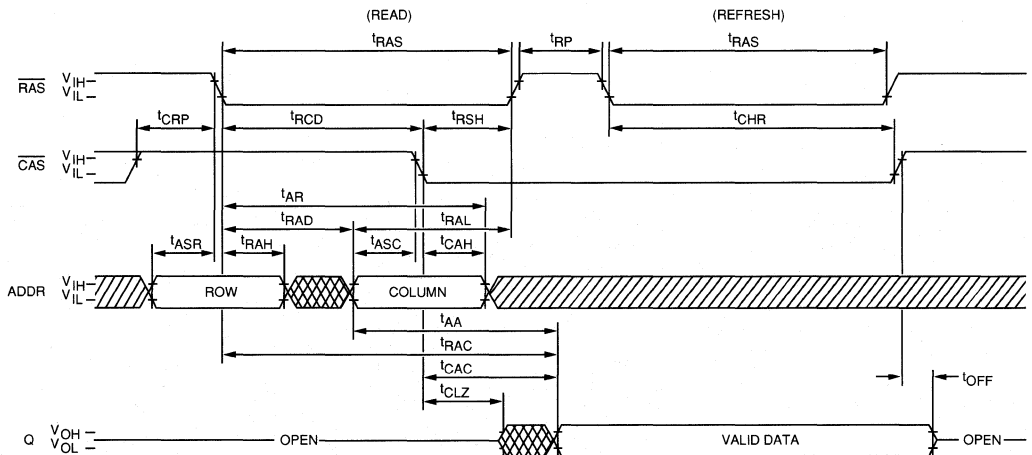 (READ) (REFRESH)
tRAS tRP tRAS
RAS VIH
VIL
tCRP tRCD tRSH tCHR
CAS VIH
VIL
tAR
tRAD tRAL
tASR tRAH tASC tCAH
ADDR VIH
VIL
ROW COLUMN
tAA
tRAC
tCAC
tCLZ
tOFF
Q VOH
VOL
OPEN VALID DATA OPEN